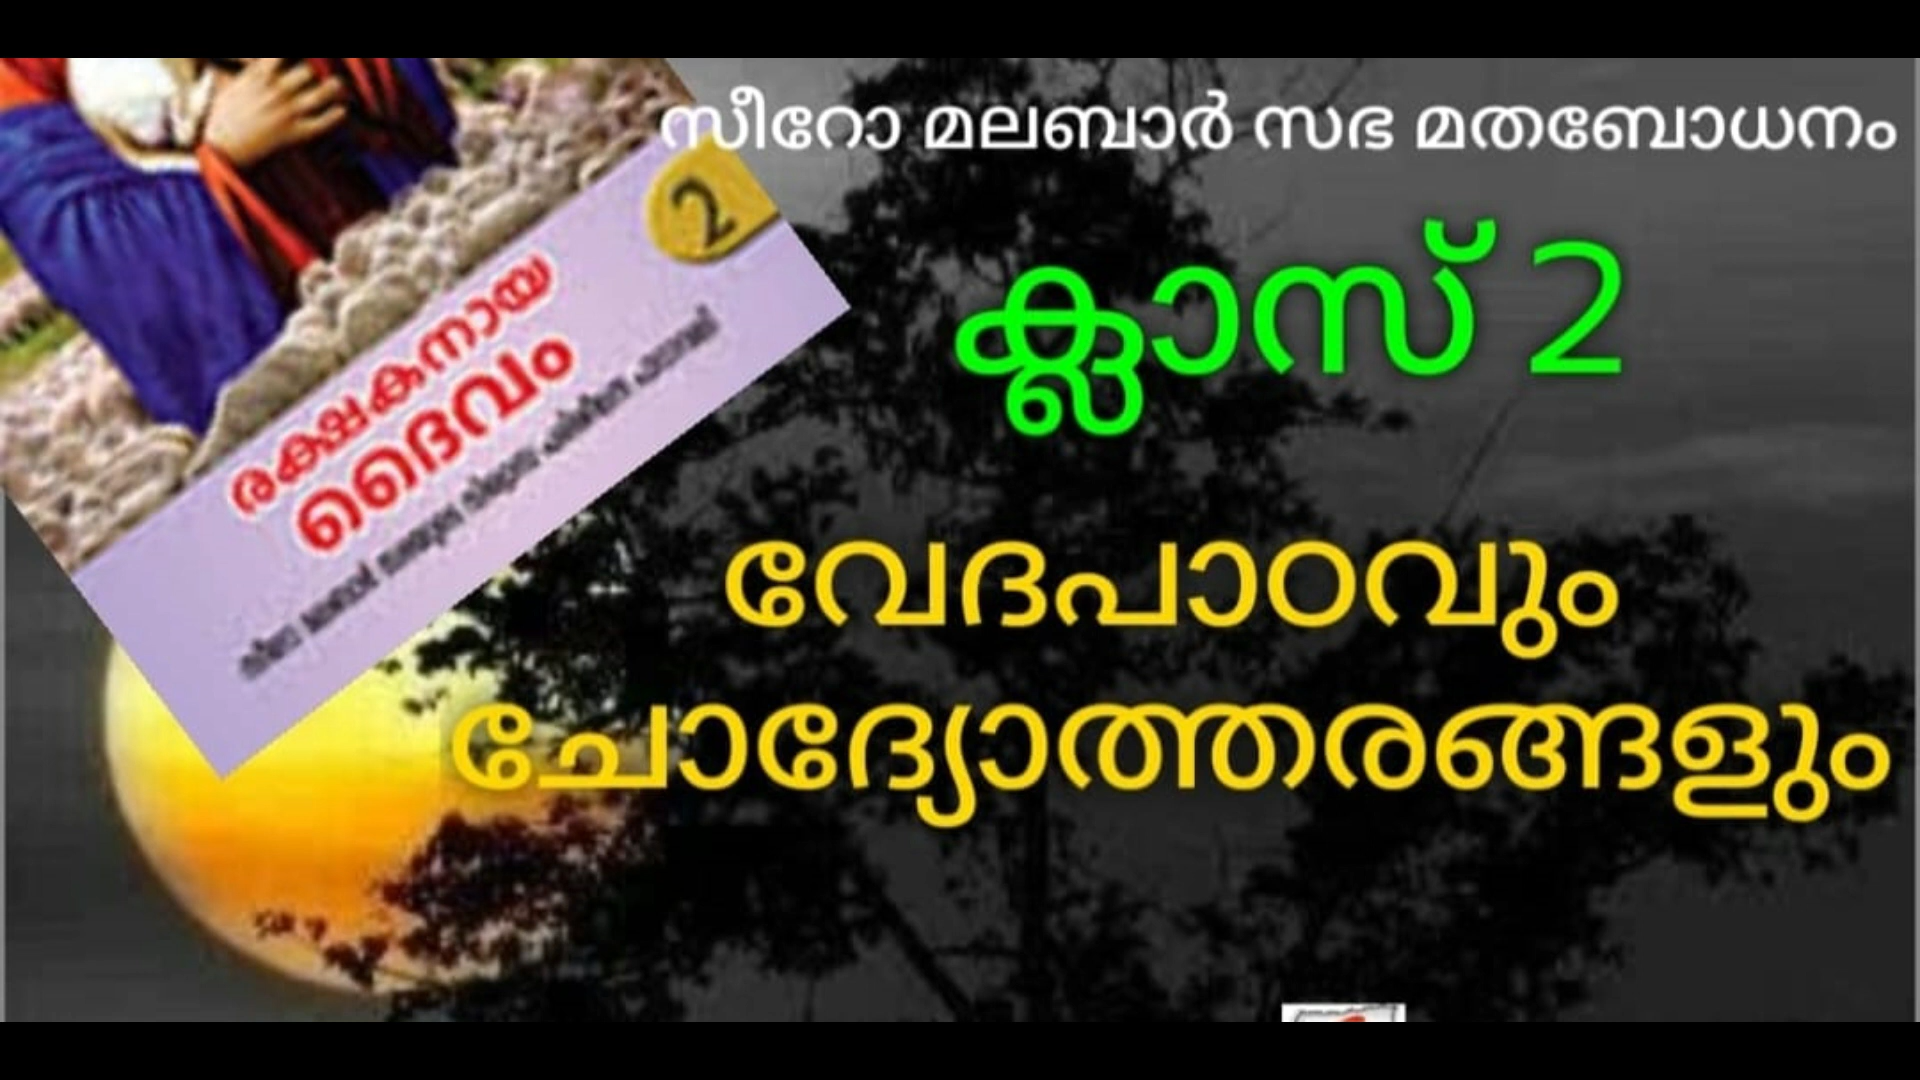 സീറോ മലബാർ സഭ മതബോധനം
2
ക്ലാസ് 2
രക്ഷകനായ
ദൈവം
വേദപാഠവും
ചോദ്യോത്തരങ്ങളും